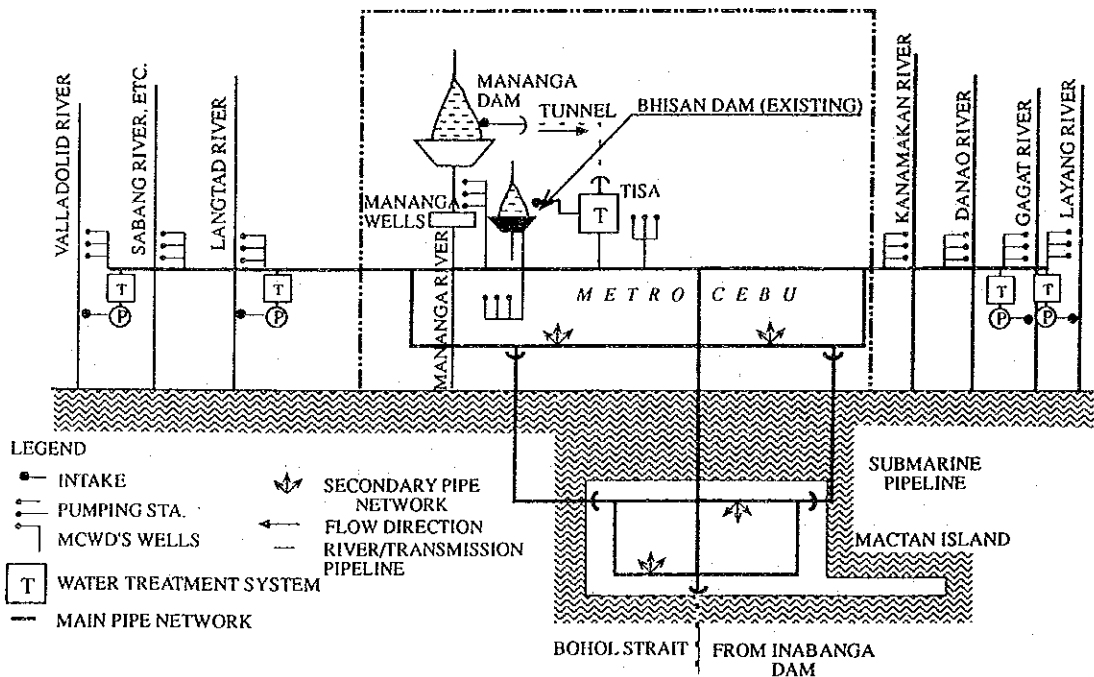 VALLADOLID RIVER
SABANG RIVER, ETC.
LANGTAD RIVER
MANANGA
DAM
TUNNEL
BHISAN DAM (EXISTING)
MANANGA
WELLS
TISA
T
MANANGA RIVER
KANAMAKAN RIVER
DANAO RIVER
GAGAT RIVER
LAYANG RIVER
T
P
T
P
METRO CEBU
T
P
T
P
LEGEND
INTAKE
PUMPING STA.
MCWD'S WELLS
T WATER TREATMENT SYSTEM
MAIN PIPE NETWORK
SECONDARY PIPE
NETWORK
FLOW DIRECTION
RIVER/TRANSMISSION
PIPELINE
SUBMARINE
PIPELINE
MACTAN ISLAND
BOHOL STRAIT
FROM INABANGA
DAM